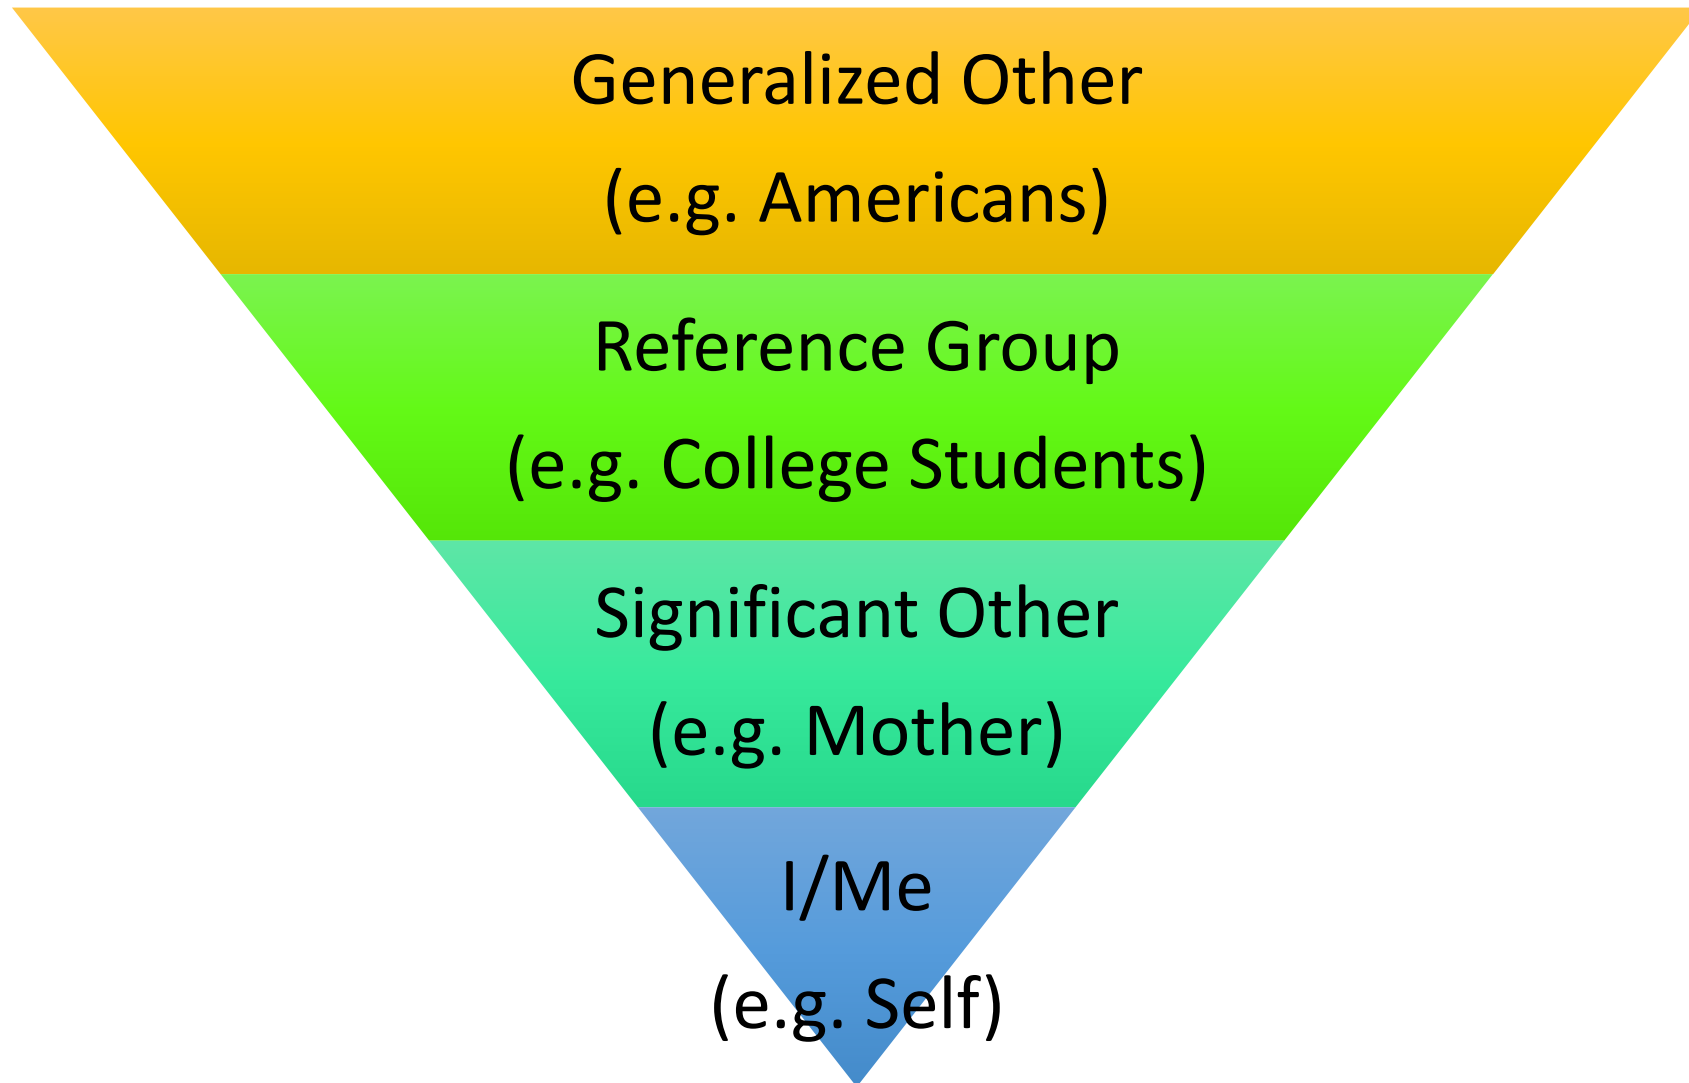 Generalized Other
(e.g. Americans)
Reference Group
(e.g. College Students)
Significant Other
(e.g. Mother)
I/Me
(e.g. Self)